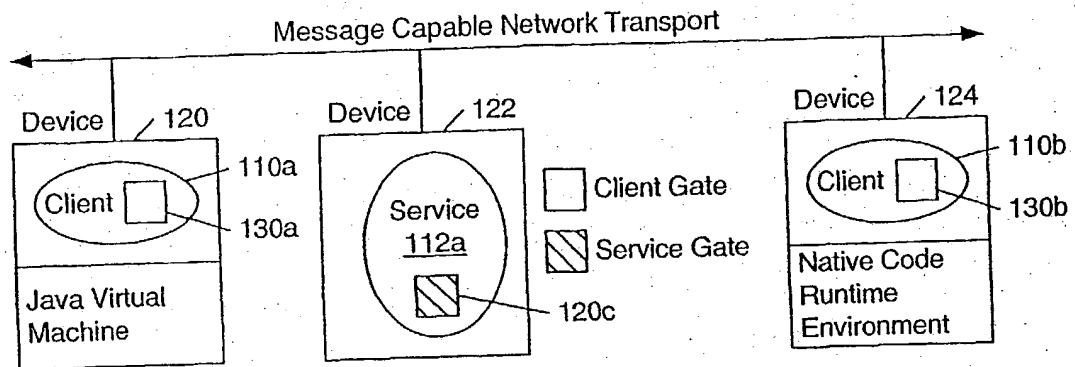 Message Capable Network Transport
Device
120
Device
122
Device
124
Client
110a
130a
Java Virtual
Machine
Service
112a
120c
Client Gate
Service Gate
Client
110b
130b
Native Code
Runtime
Environment